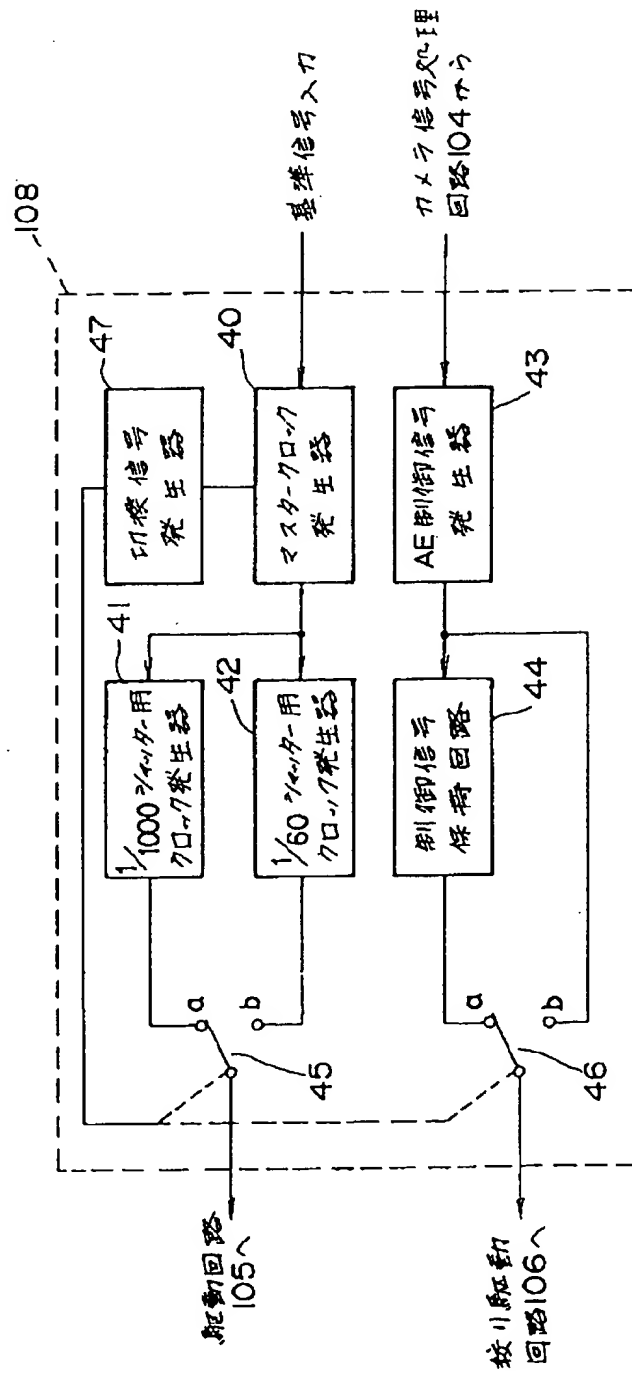 108
基準信号入力
カメラ信号処理
回路104から
47
切換信号
発生器
40
マスタークロック
発生器
43
AE制御信号
発生器
41
1/1000シャッター用
クロック発生器
42
1/60シャッター用
クロック発生器
44
制御信号
保持回路
a
b
45
a
b
46
駆動回路
105へ
絞り駆動
回路106へ